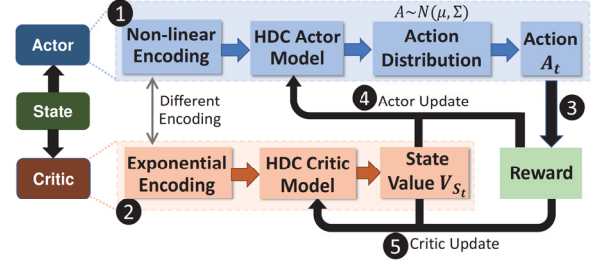 1
A~N(μ,Σ)
Actor
Non-linear
Encoding
HDC Actor
Model
Action
Distribution
Action
A_t
State
Different
Encoding
4 Actor Update
3
Critic
Exponential
Encoding
HDC Critic
Model
State
Value V_{S_t}
Reward
2
5 Critic Update